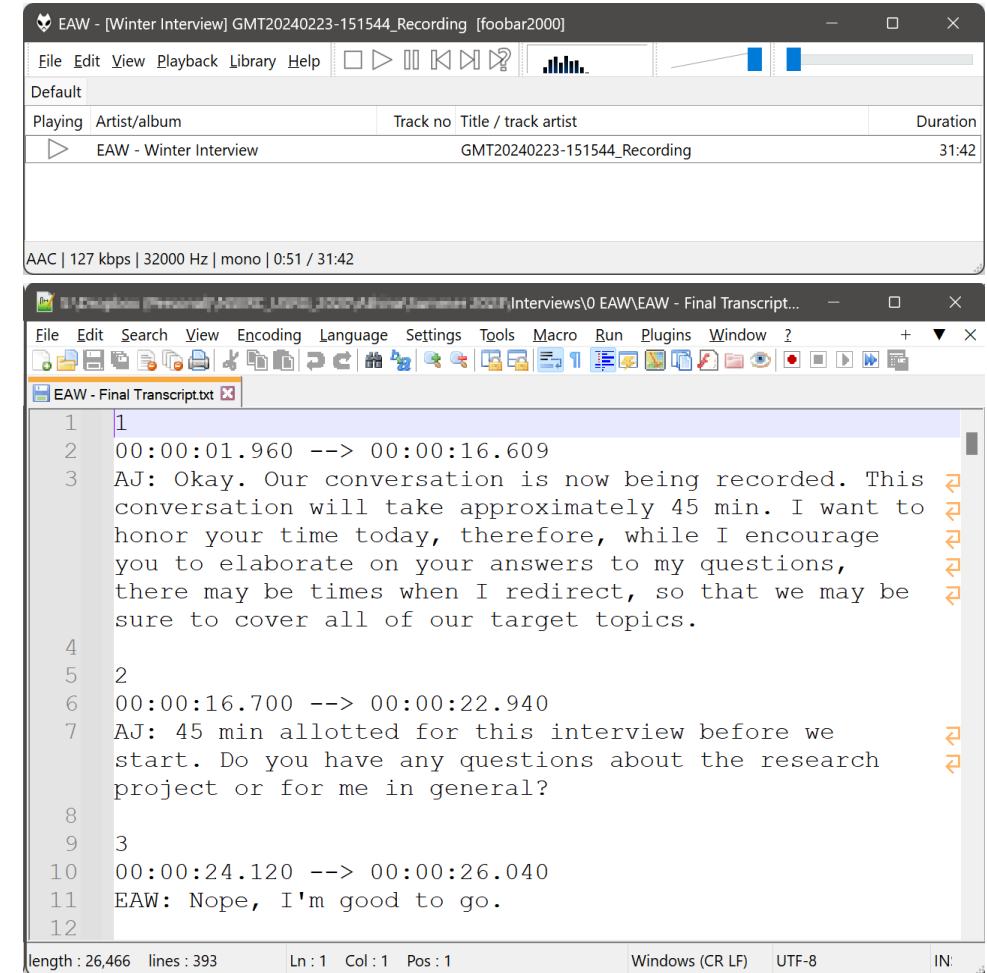 EAW - [Winter Interview] GMT20240223-151544_Recording [foobar2000]
File Edit View Playback Library Help
Default
Playing Artist/album Track no Title / track artist Duration
EAW - Winter Interview GMT20240223-151544_Recording 31:42
AAC | 127 kbps | 32000 Hz | mono | 0:51 / 31:42
Interviews\0 EAW\EAW - Final Transcript...
File Edit Search View Encoding Language Settings Tools Macro Run Plugins Window ?
EAW - Final Transcript.txt
1 1
2 00:00:01.960 --> 00:00:16.609
3 AJ: Okay. Our conversation is now being recorded. This
conversation will take approximately 45 min. I want to
honor your time today, therefore, while I encourage
you to elaborate on your answers to my questions,
there may be times when I redirect, so that we may be
sure to cover all of our target topics.
4
5 2
6 00:00:16.700 --> 00:00:22.940
7 AJ: 45 min allotted for this interview before we
start. Do you have any questions about the research
project or for me in general?
8
9 3
10 00:00:24.120 --> 00:00:26.040
11 EAW: Nope, I'm good to go.
12
length : 26,466 lines : 393 Ln : 1 Col : 1 Pos : 1 Windows (CR LF) UTF-8 IN: